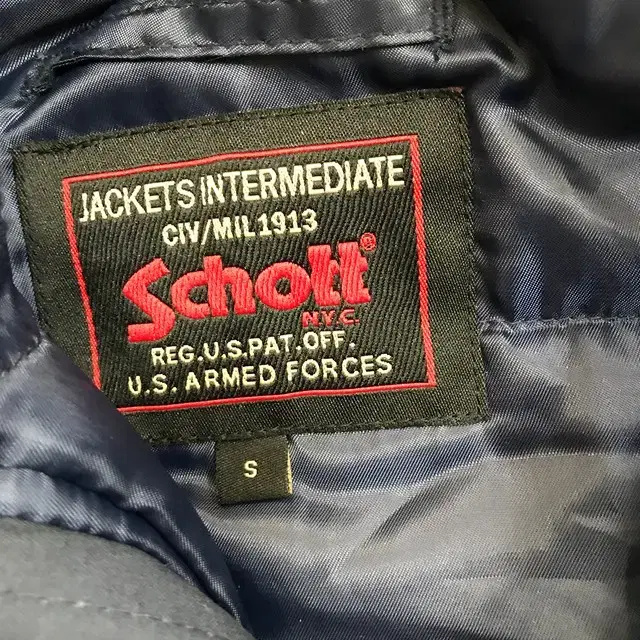 JACKETS INTERMEDIATE
CIV/MIL1913
Schott®
N.Y.C.
REG.U.S.PAT.OFF.
U.S. ARMED FORCES
S